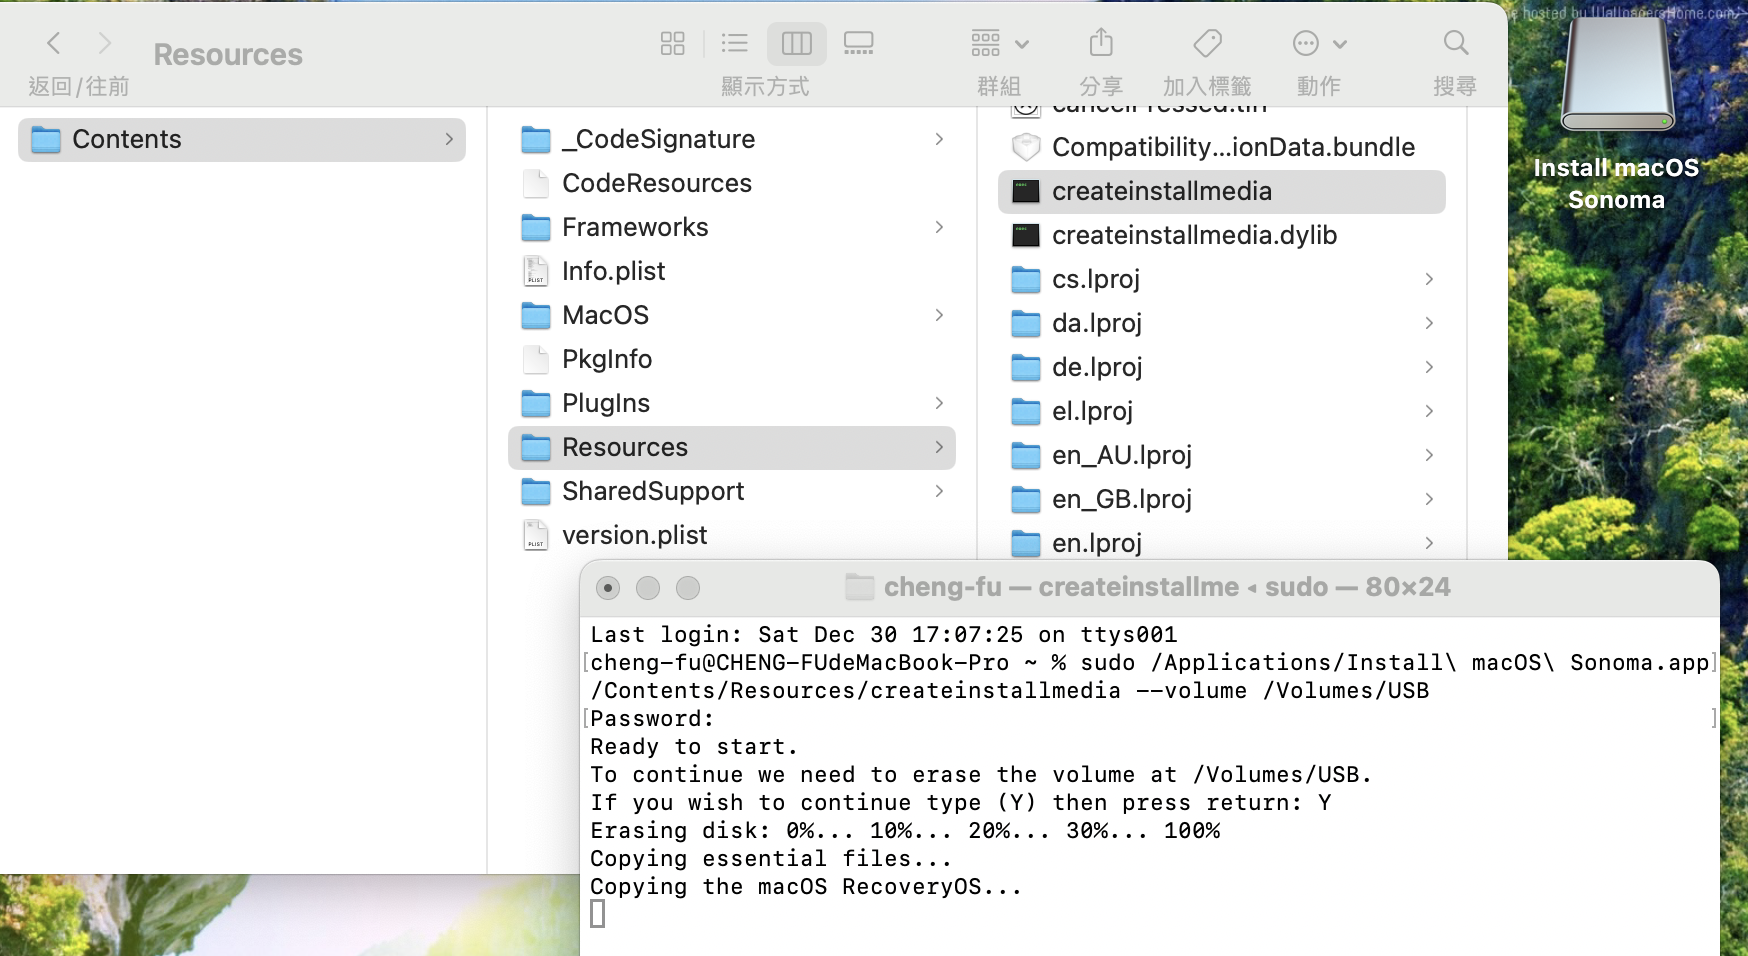 e hosted by WallpapersHome.com
Resources
返回/往前
顯示方式
群組
分享
加入標籤
動作
搜尋
Contents
_CodeSignature
CodeResources
Frameworks
Info.plist
PLIST
MacOS
PkgInfo
PlugIns
Resources
SharedSupport
version.plist
PLIST
cancelPressed.tiff
Compatibility...ionData.bundle
createinstallmedia
createinstallmedia.dylib
cs.lproj
da.lproj
de.lproj
el.lproj
en_AU.lproj
en_GB.lproj
en.lproj
Install macOS
Sonoma
cheng-fu — createinstallme ◂ sudo — 80×24
Last login: Sat Dec 30 17:07:25 on ttys001
[cheng-fu@CHENG-FUdeMacBook-Pro ~ % sudo /Applications/Install\ macOS\ Sonoma.app]
/Contents/Resources/createinstallmedia --volume /Volumes/USB
[Password: ]
Ready to start.
To continue we need to erase the volume at /Volumes/USB.
If you wish to continue type (Y) then press return: Y
Erasing disk: 0%... 10%... 20%... 30%... 100%
Copying essential files...
Copying the macOS RecoveryOS...